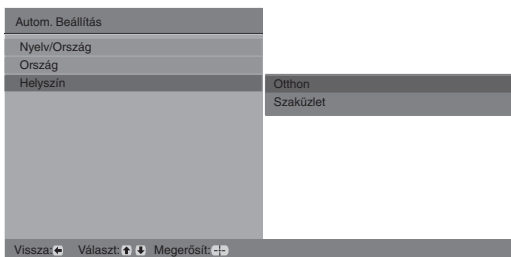 Autom. Beállítás
Nyelv/Ország
Ország
Helyszín
Otthon
Szaküzlet
Vissza: Választ: Megerősít: